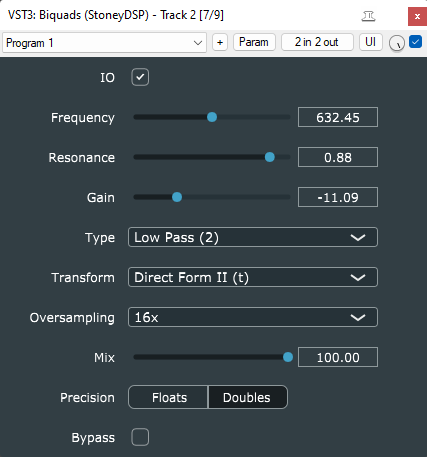 VST3: Biquads (StoneyDSP) - Track 2 [7/9]
Program 1 + Param 2 in 2 out UI
IO
Frequency 632.45
Resonance 0.88
Gain -11.09
Type Low Pass (2)
Transform Direct Form II (t)
Oversampling 16x
Mix 100.00
Precision Floats Doubles
Bypass